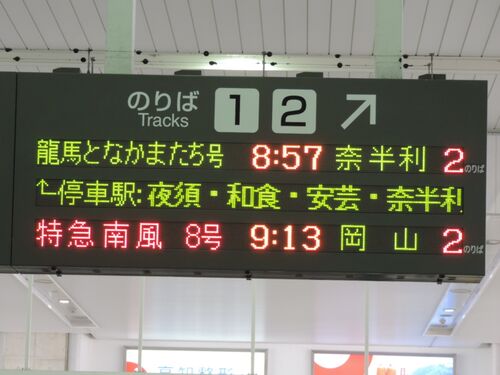 のりば 1 2
Tracks
龍馬となかまたち号 8:57 奈半利 2のりば
停車駅:夜須・和食・安芸・奈半利
特急南風 8号 9:13 岡山 2のりば